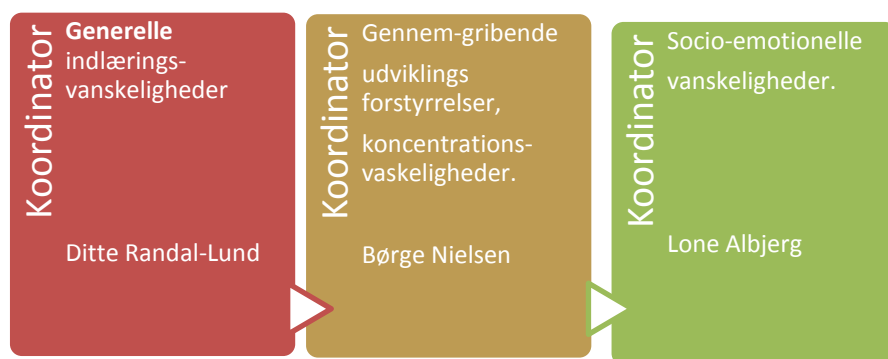 Koordinator
Generelle
indlærings-
vanskeligheder
Ditte Randal-Lund
Koordinator
Gennem-gribende
udviklings
forstyrrelser,
koncentrations-
vaskeligheder.
Børge Nielsen
Koordinator
Socio-emotionelle
vanskeligheder.
Lone Albjerg